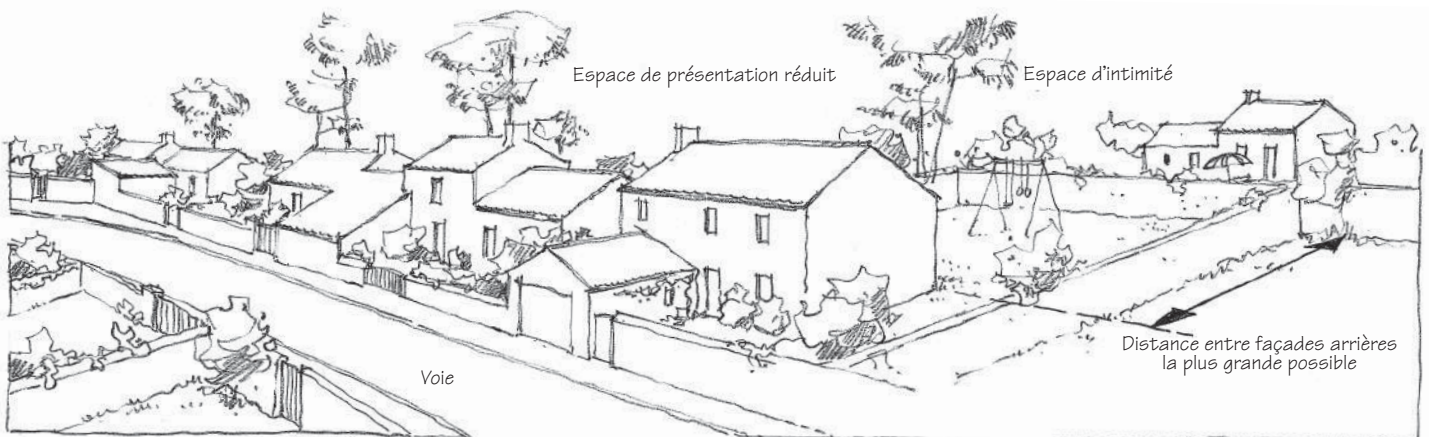 Espace de présentation réduit
Espace d'intimité
Distance entre façades arrières
la plus grande possible
Voie